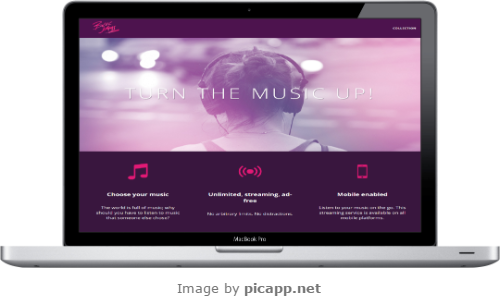 COLLECTION
TURN THE MUSIC UP!
Choose your music
The world is full of music why
should you have to listen to music
that someone else chose?
Unlimited, streaming, ad-
free
No arbitrary limits. No distractions.
Mobile enabled
Listen to your music on the go. This
streaming service is available on all
mobile platforms.
MacBook Pro
Image by picapp.net